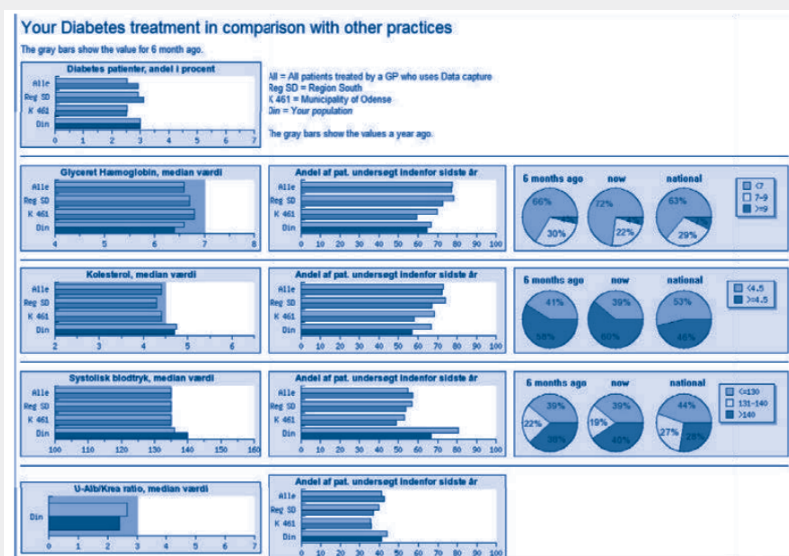 Your Diabetes treatment in comparison with other practices
The gray bars show the value for 6 month ago.
Diabetes patienter, andel i procent
Alle
Reg SD
K 461
Din
0 1 2 3 4 5 6 7
All = All patients treated by a GP who uses Data capture
Reg SD = Region South
K 461 = Municipality of Odense
Din = Your population
The gray bars show the values a year ago.
Glyceret Hæmoglobin, median værdi
Alle
Reg SD
K 461
Din
4 5 6 7 8
Andel af pat. undersøgt indenfor sidste år
Alle
Reg SD
K 461
Din
0 10 20 30 40 50 60 70 80 90 100
6 months ago now national
66% 72% 63%
30% 22% 29%
<7
7-9
>=9
Kolesterol, median værdi
Alle
Reg SD
K 461
Din
2 3 4 5 6
Andel af pat. undersøgt indenfor sidste år
Alle
Reg SD
K 461
Din
0 10 20 30 40 50 60 70 80 90 100
6 months ago now national
41% 39% 53%
58% 60% 46%
<4.5
>=4.5
Systolisk blodtryk, median værdi
Alle
Reg SD
K 461
Din
100 110 120 130 140 150 160
Andel af pat. undersøgt indenfor sidste år
Alle
Reg SD
K 461
Din
0 10 20 30 40 50 60 70 80 90 100
6 months ago now national
39% 39% 44%
22% 19% 27%
38% 40% 28%
<=130
131-140
>140
U-Alb/Krea ratio, median værdi
Din
0 1 2 3 4 5 6 7
Andel af pat. undersøgt indenfor sidste år
Alle
Reg SD
K 461
Din
0 10 20 30 40 50 60 70 80 90 100